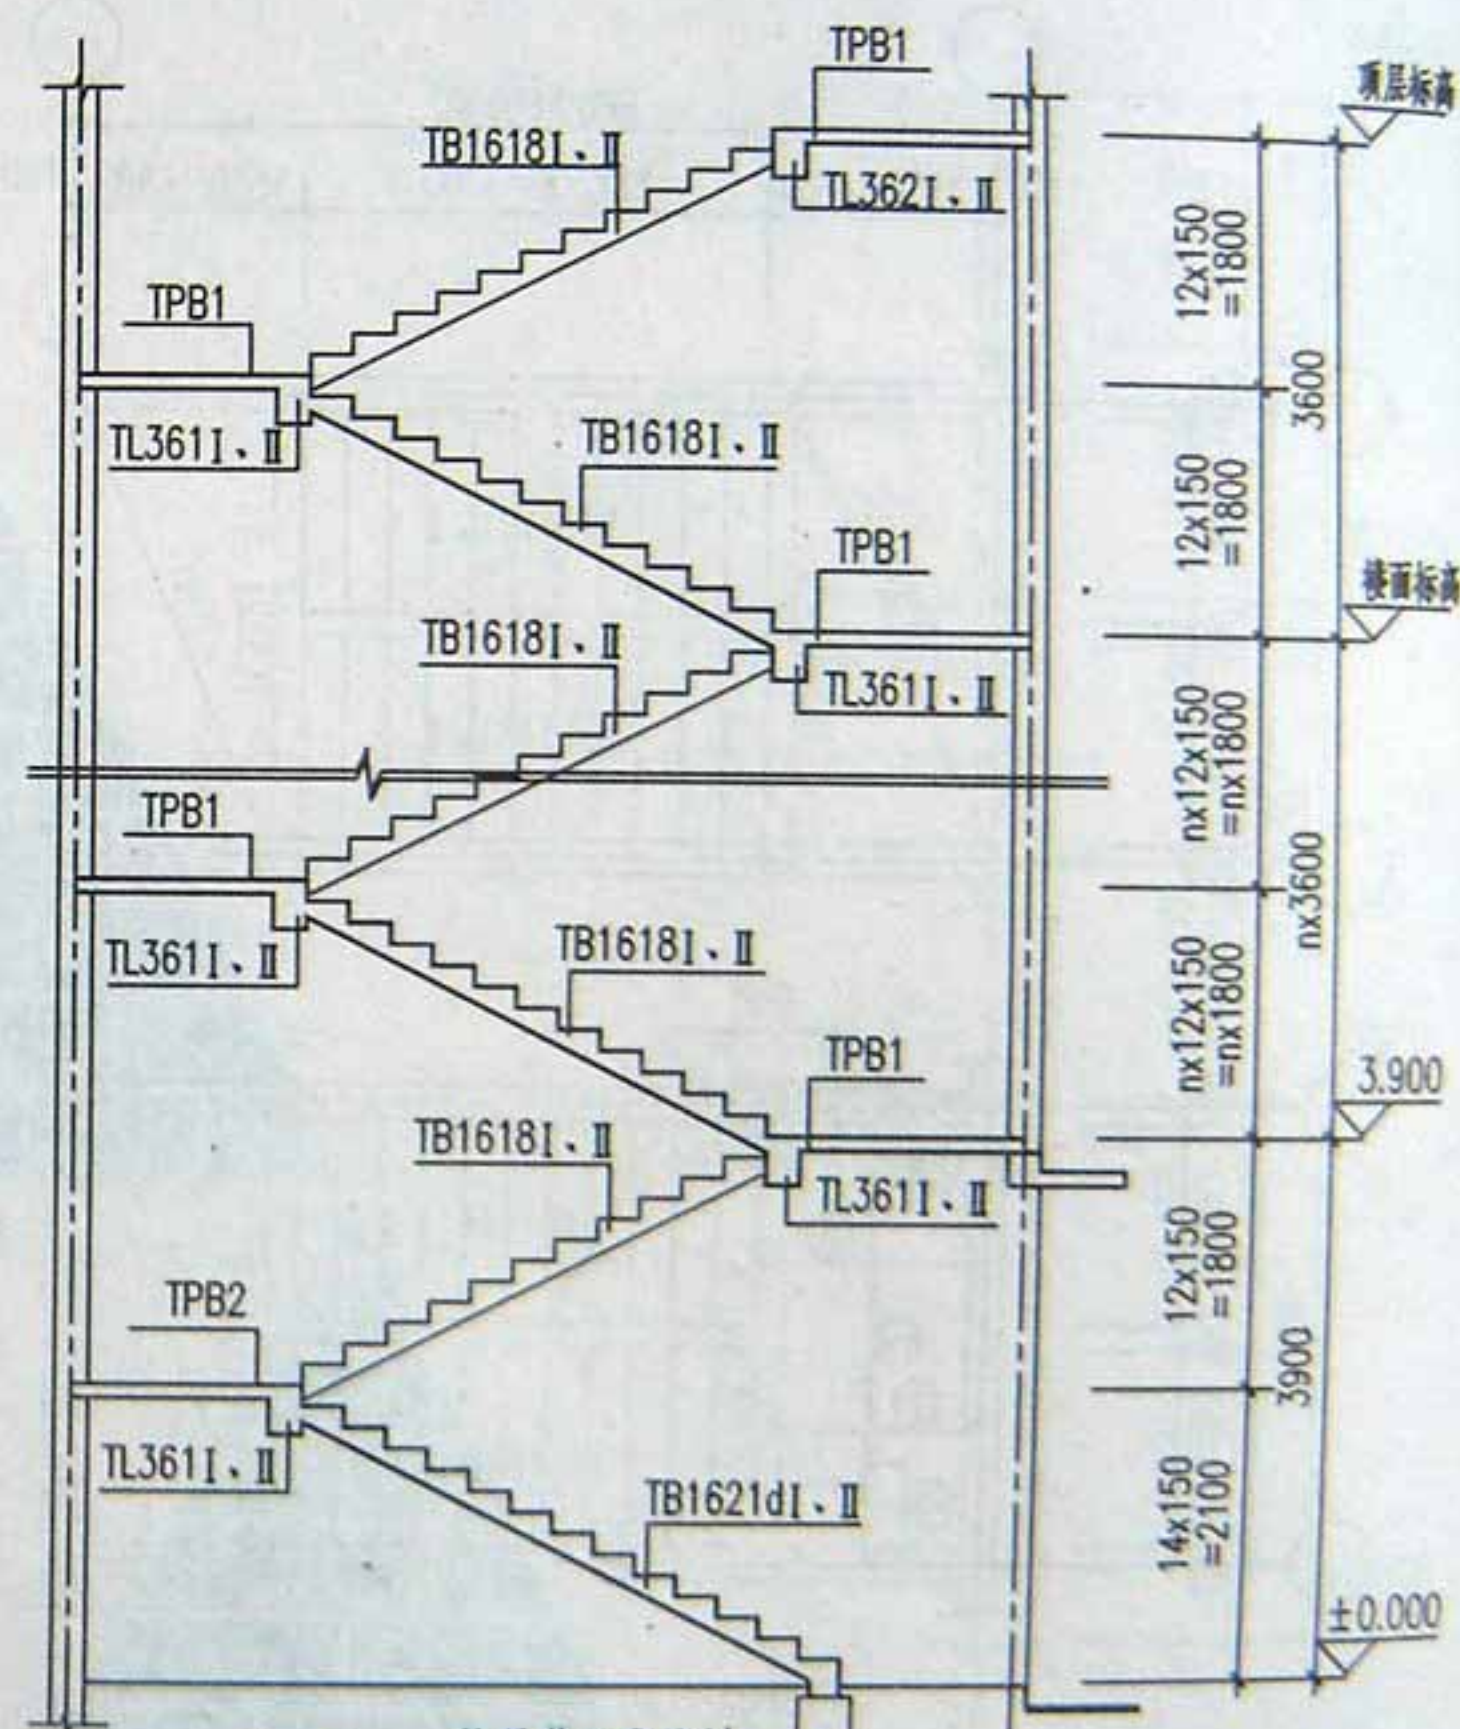 TPB1
顶层标高
TB1618Ⅰ、Ⅱ
TL362Ⅰ、Ⅱ
12x150
=1800
TPB1
3600
TL361Ⅰ、Ⅱ
TB1618Ⅰ、Ⅱ
12x150
=1800
TPB1
楼面标高
TB1618Ⅰ、Ⅱ
TL361Ⅰ、Ⅱ
nx12x150
=nx1800
TPB1
nx3600
TL361Ⅰ、Ⅱ
TB1618Ⅰ、Ⅱ
nx12x150
=nx1800
TPB1
3.900
TB1618Ⅰ、Ⅱ
TL361Ⅰ、Ⅱ
12x150
=1800
TPB2
3900
TL361Ⅰ、Ⅱ
TB1621dⅠ、Ⅱ
14x150
=2100
±0.000